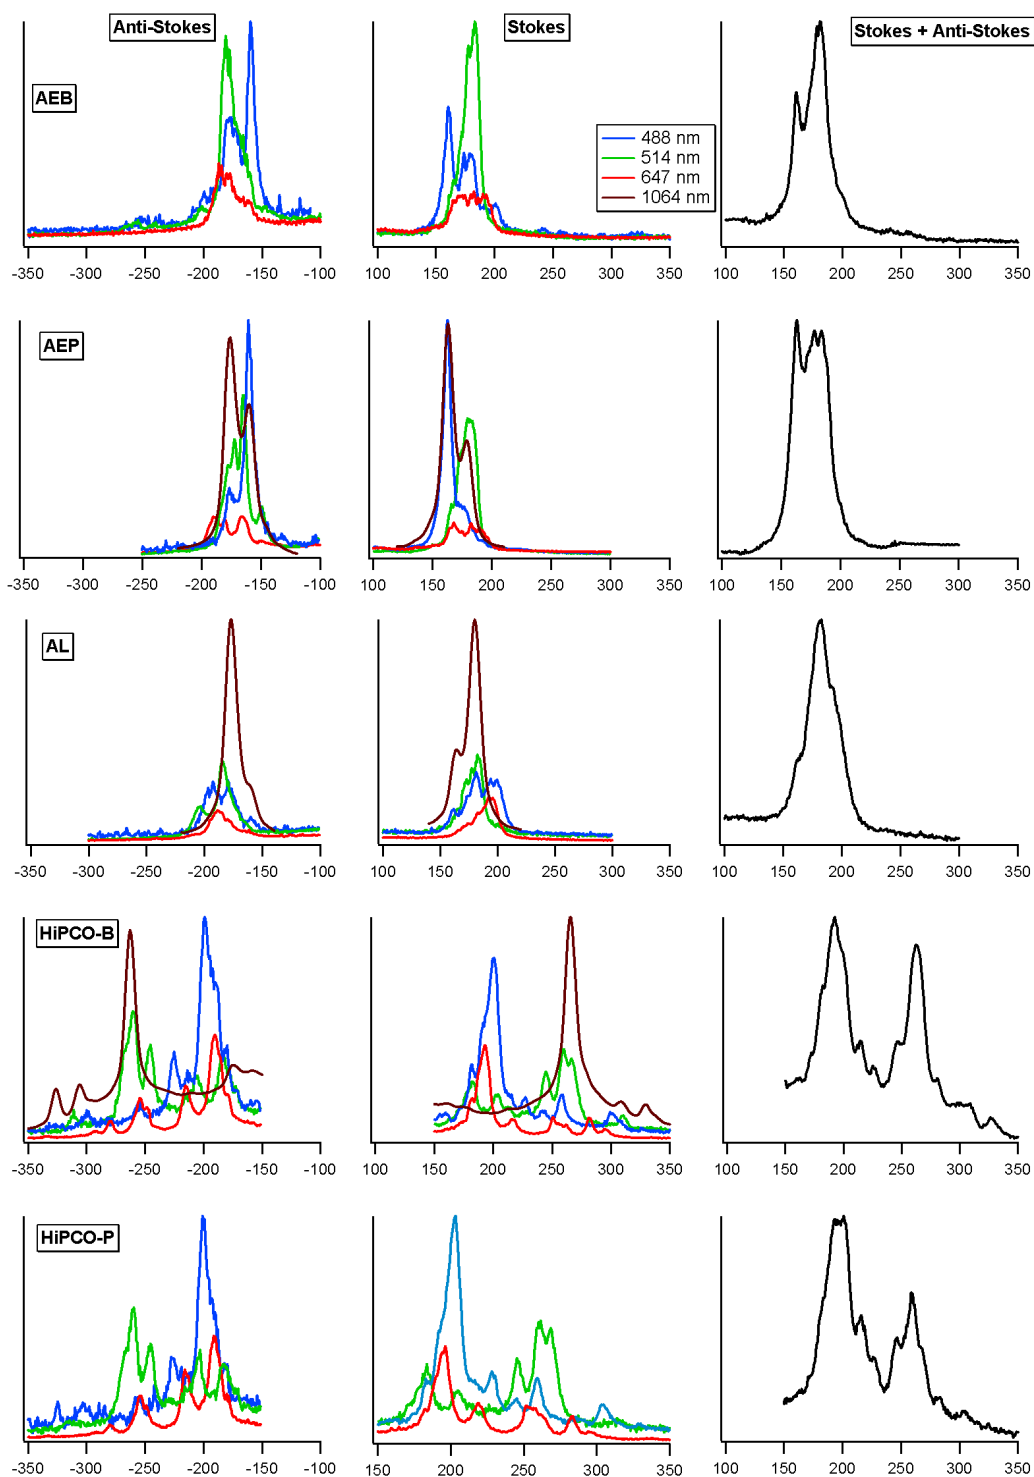 Anti-Stokes
Stokes
Stokes + Anti-Stokes
AEB
488 nm
514 nm
647 nm
1064 nm
-350 -300 -250 -200 -150 -100
100 150 200 250 300 350
100 150 200 250 300 350
AEP
-350 -300 -250 -200 -150 -100
100 150 200 250 300 350
100 150 200 250 300 350
AL
-350 -300 -250 -200 -150 -100
100 150 200 250 300 350
100 150 200 250 300 350
HiPCO-B
-350 -300 -250 -200 -150 -100
100 150 200 250 300 350
100 150 200 250 300 350
HiPCO-P
-350 -300 -250 -200 -150 -100
150 200 250 300 350
100 150 200 250 300 350